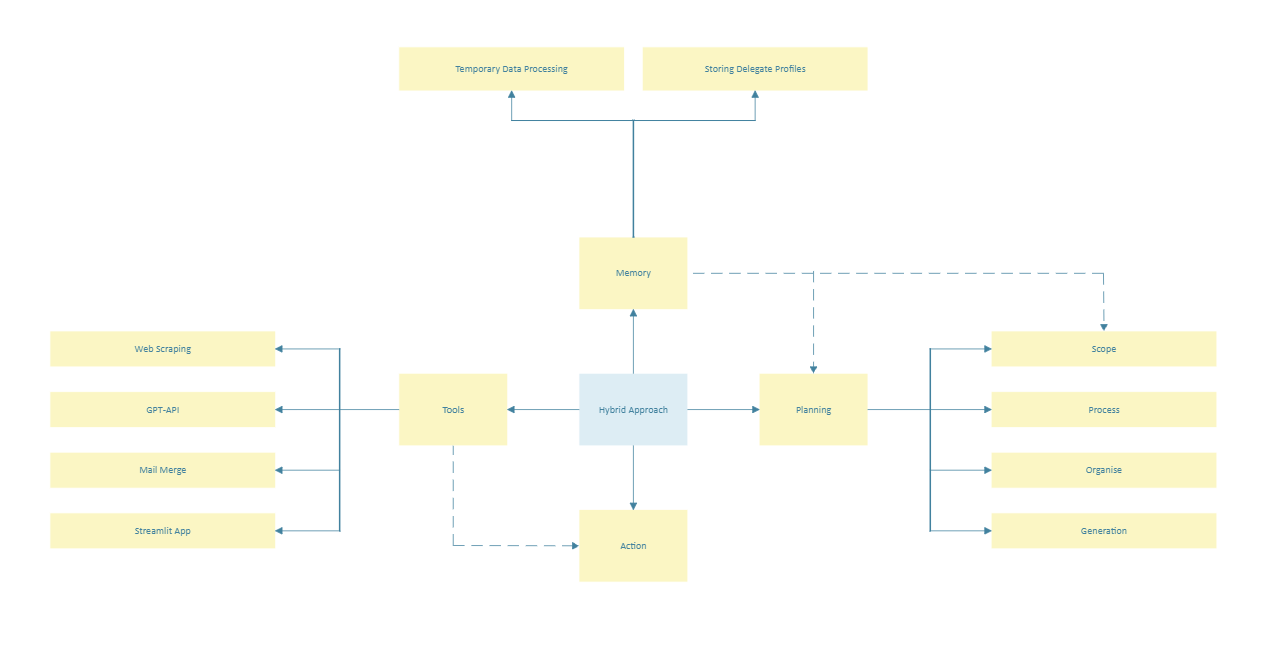 Temporary Data Processing
Storing Delegate Profiles
Memory
Web Scraping
Scope
GPT-API
Tools
Hybrid Approach
Planning
Process
Mail Merge
Organise
Streamlit App
Generation
Action